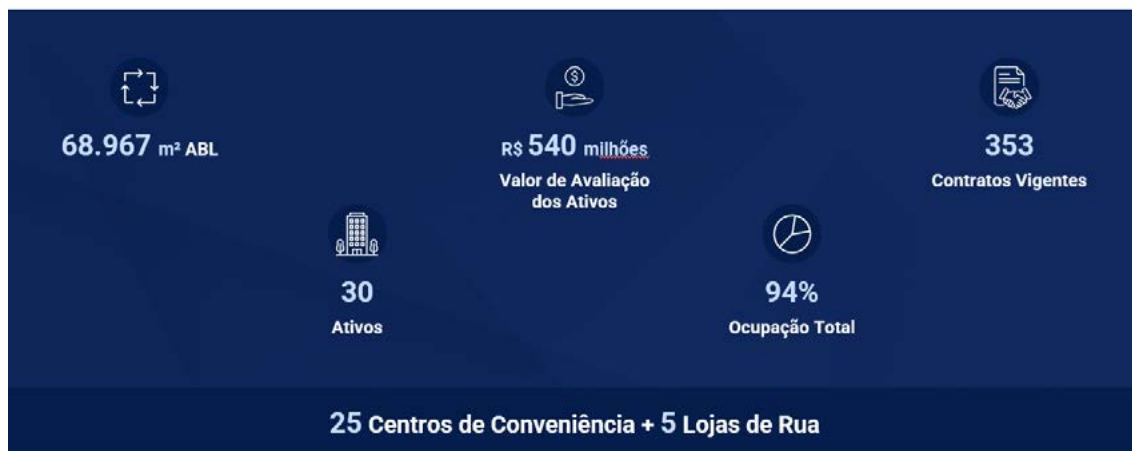 68.967 m² ABL
R$ 540 milhões
Valor de Avaliação
dos Ativos
353
Contratos Vigentes
30
Ativos
94%
Ocupação Total
25 Centros de Conveniência + 5 Lojas de Rua